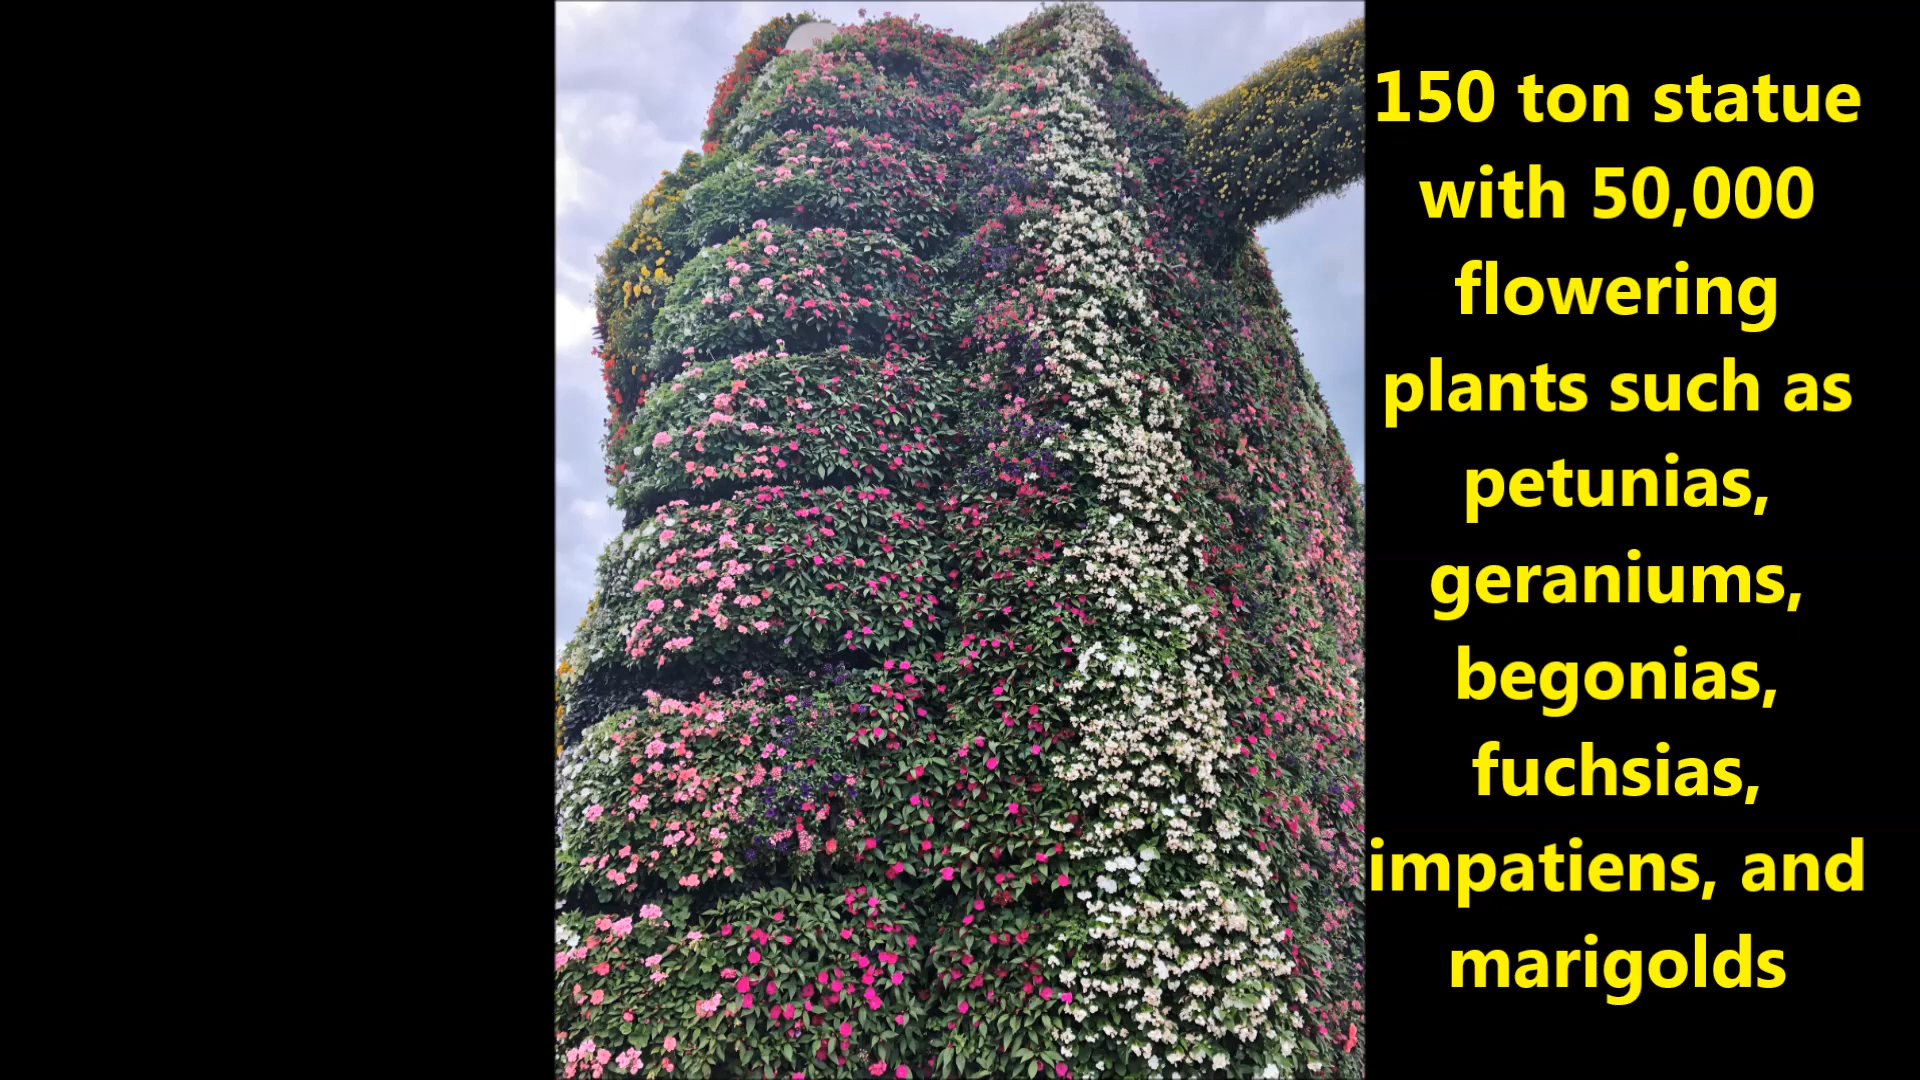 150 ton statue
with 50,000
flowering
plants such as
petunias,
geraniums,
begonias,
fuchsias,
impatiens, and
marigolds